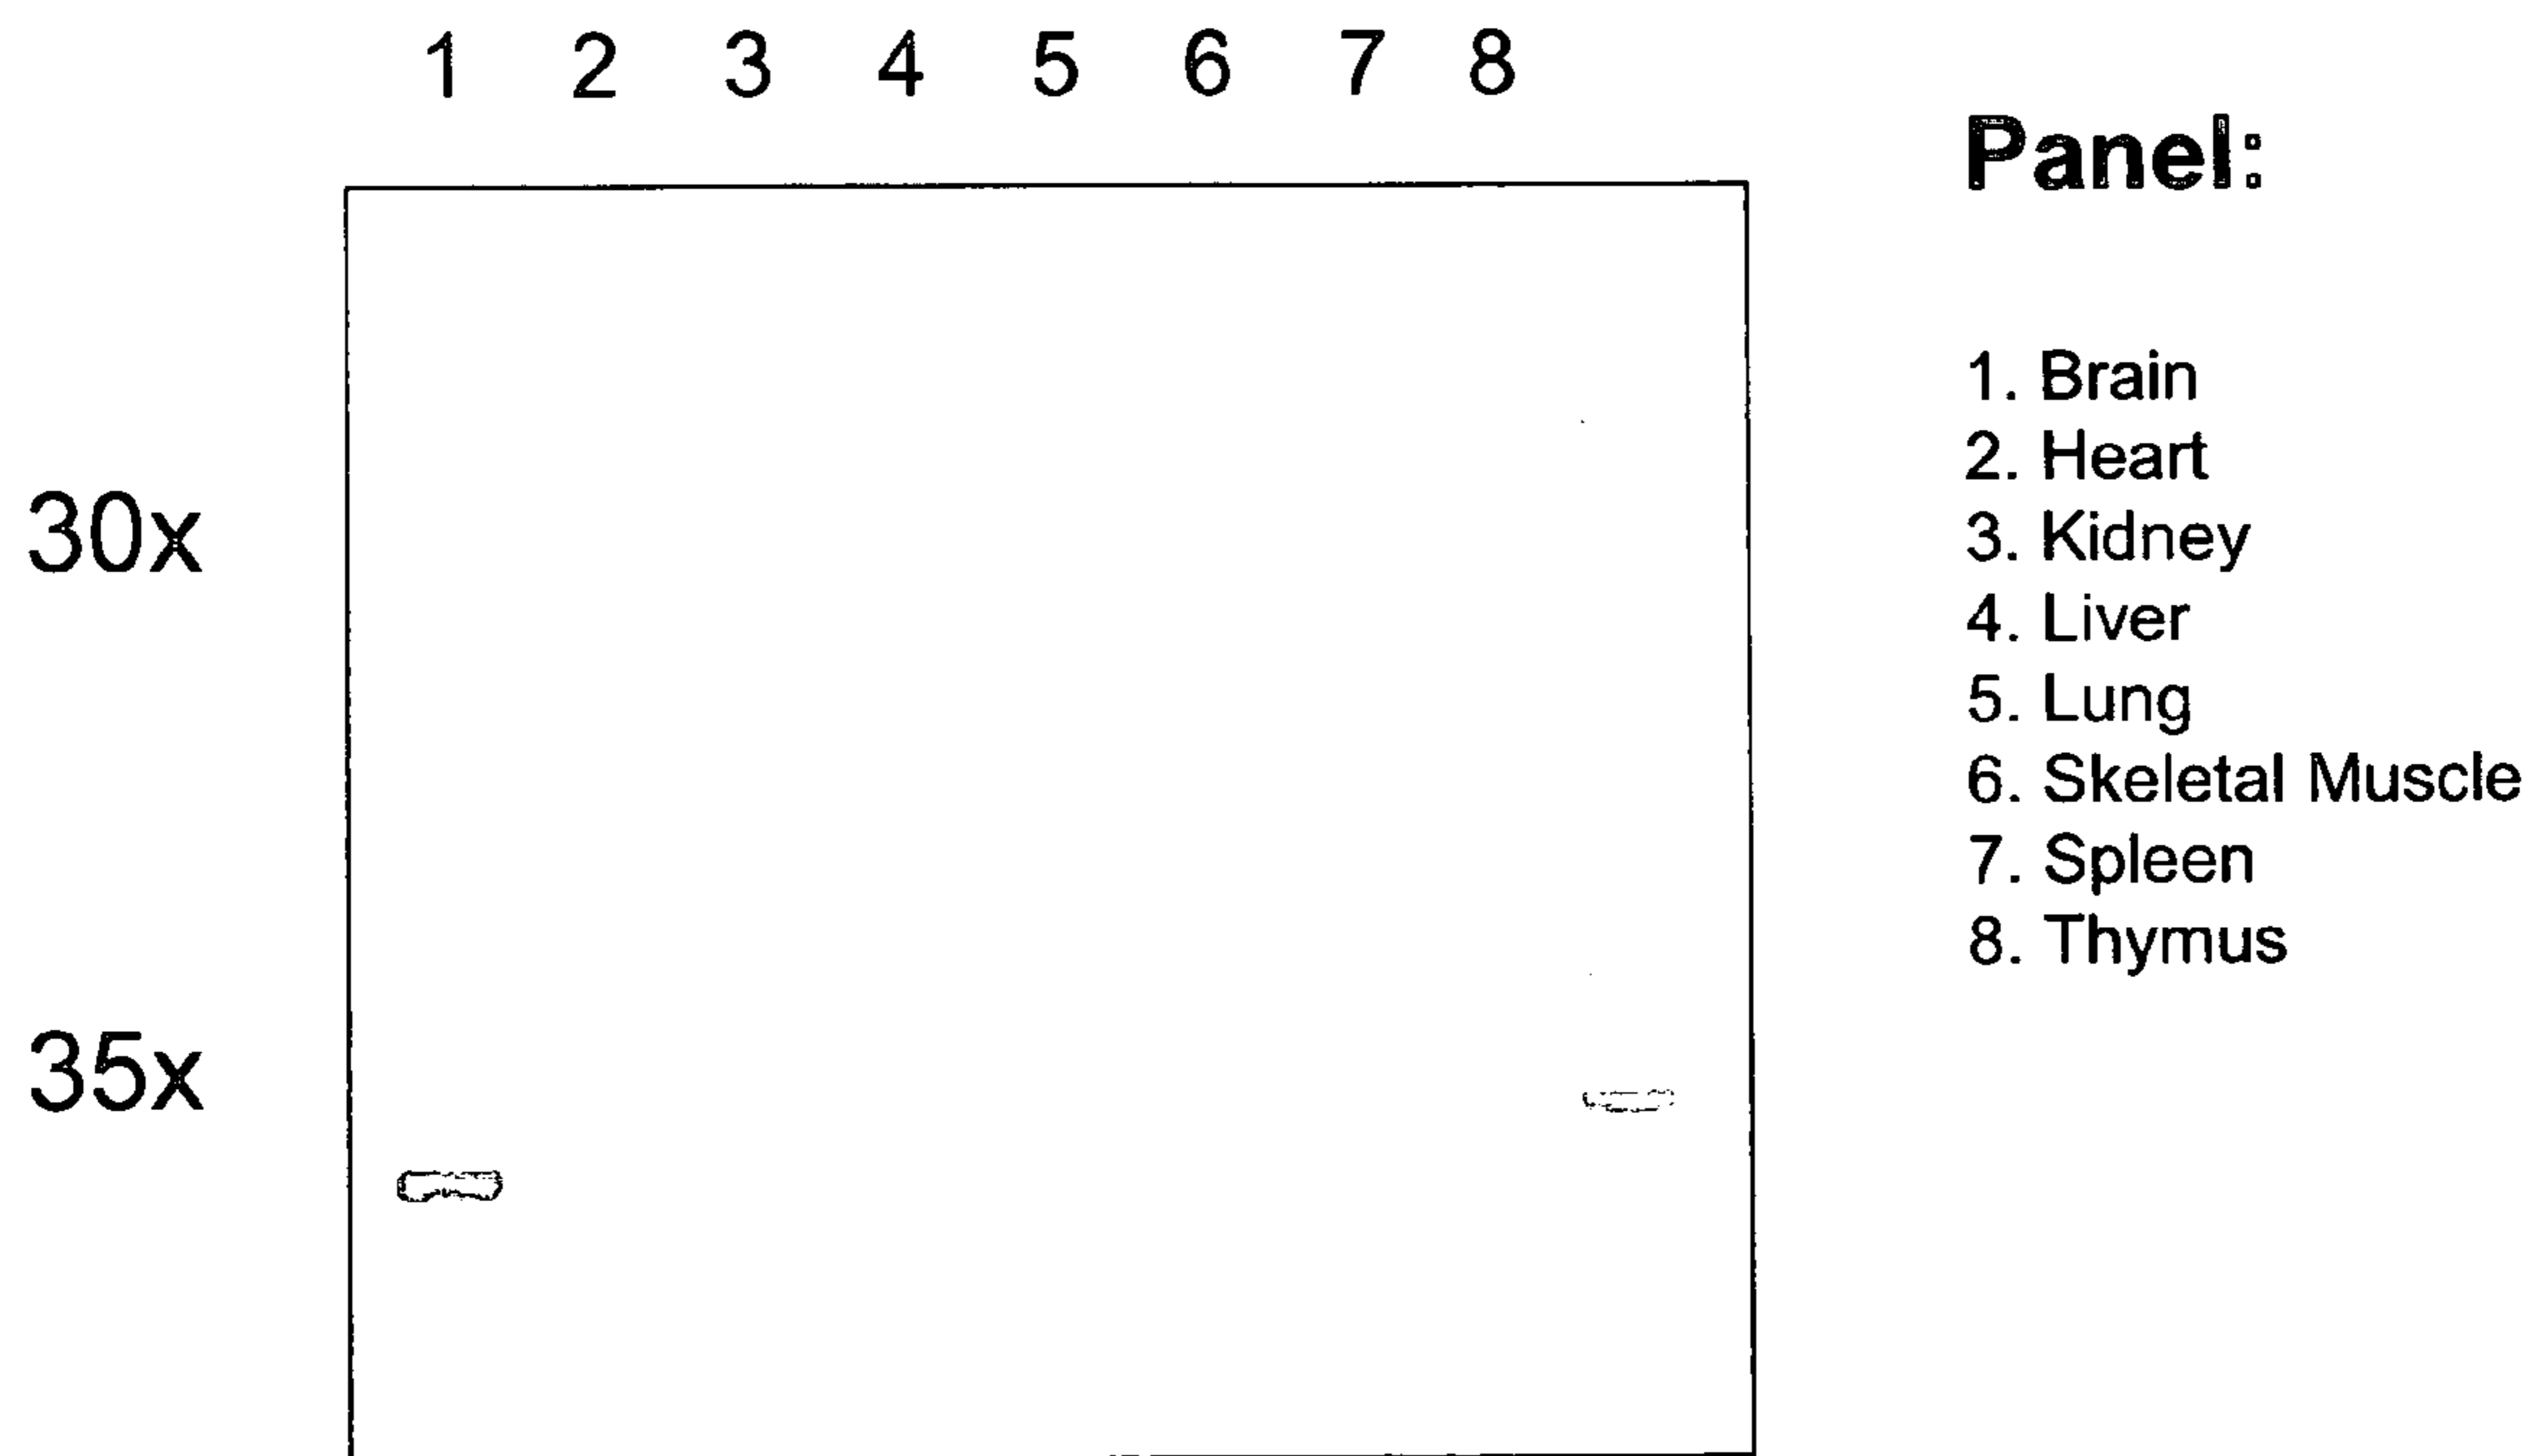 1 2 3 4 5 6 7 8
Panel:
1. Brain
2. Heart
30x
3. Kidney
4. Liver
5. Lung
6. Skeletal Muscle
7. Spleen
8. Thymus
35x